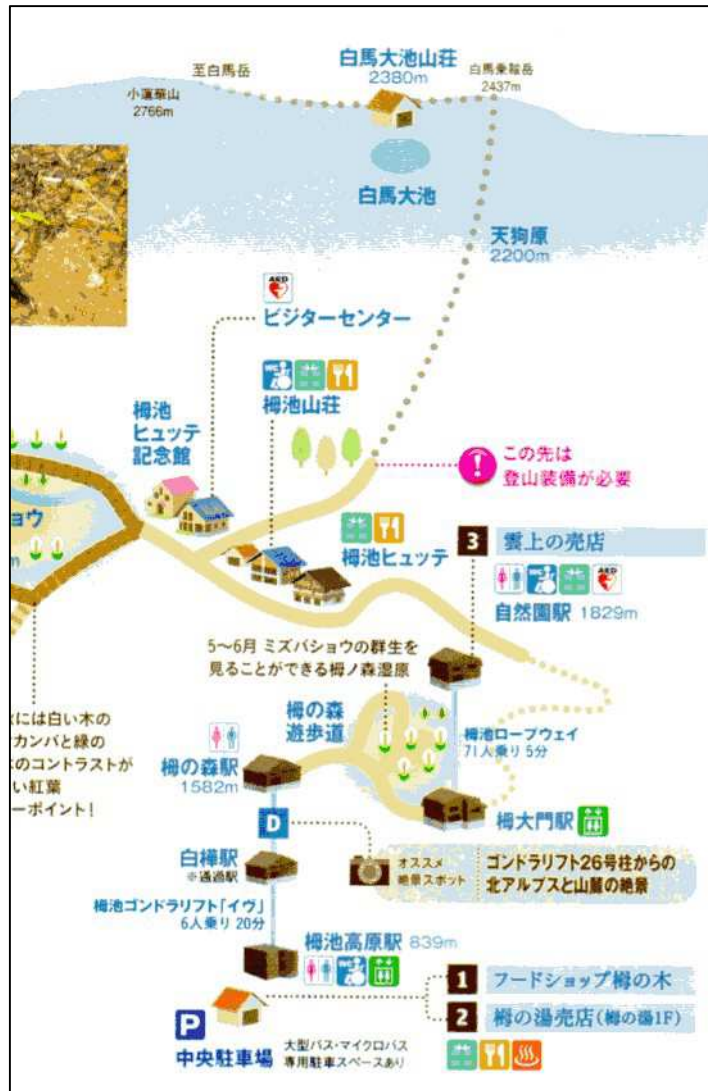 至白馬岳
白馬大池山荘
2380m
白馬乗鞍岳
2437m
小蓮華山
2766m
白馬大池
天狗原
2200m
AED
ビジターセンター
WC
栂池山荘
栂池
ヒュッテ
記念館
この先は
登山装備が必要
ョウ
m
栂池ヒュッテ
3 雲上の売店
WC AED
自然園駅 1829m
5〜6月 ミズバショウの群生を
見ることができる栂ノ森湿原
には白い木の
カンバと緑の
のコントラストが
い紅葉
ーポイント!
栂の森
遊歩道
栂池ロープウェイ
71人乗り 5分
栂の森駅
1582m
栂大門駅
D
白樺駅
※通過駅
オススメ
絶景スポット
ゴンドラリフト26号柱からの
北アルプスと山麓の絶景
栂池ゴンドラリフト「イヴ」
6人乗り 20分
栂池高原駅 839m
WC
1 フードショップ栂の木
2 栂の湯売店(栂の湯1F)
P
中央駐車場
大型バス・マイクロバス
専用駐車スペースあり